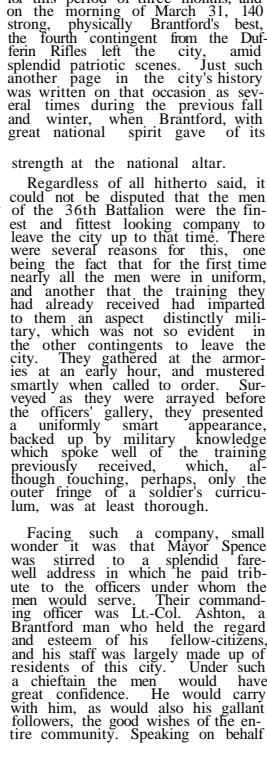 on the morning of March 31, 140
strong, physically Brantford's best,
the fourth contingent from the Duf-
ferin Rifles left the city, amid
splendid patriotic scenes. Just such
another page in the city's history
was written on that occasion as sev-
eral times during the previous fall
and winter, when Brantford, with
great national spirit gave of its
strength at the national altar.
Regardless of all hitherto said, it
could not be disputed that the men
of the 36th Battalion were the fin-
est and fittest looking company to
leave the city up to that time. There
were several reasons for this, one
being the fact that for the first time
nearly all the men were in uniform,
and another that the training they
had already received had imparted
to them an aspect distinctly mili-
tary, which was not so evident in
the other contingents to leave the
city. They gathered at the armor-
ies at an early hour, and mustered
smartly when called to order. Sur-
veyed as they were arrayed before
the officers' gallery, they presented
a uniformly smart appearance,
backed up by military knowledge
which spoke well of the training
previously received, which, al-
though touching, perhaps, only the
outer fringe of a soldier's curricu-
lum, was at least thorough.
Facing such a company, small
wonder it was that Mayor Spence
was stirred to a splendid fare-
well address in which he paid trib-
ute to the officers under whom the
men would serve. Their command-
ing officer was Lt.-Col. Ashton, a
Brantford man who held the regard
and esteem of his fellow-citizens,
and his staff was largely made up of
residents of this city. Under such
a chieftain the men would have
great confidence. He would carry
with him, as would also his gallant
followers, the good wishes of the en-
tire community. Speaking on behalf